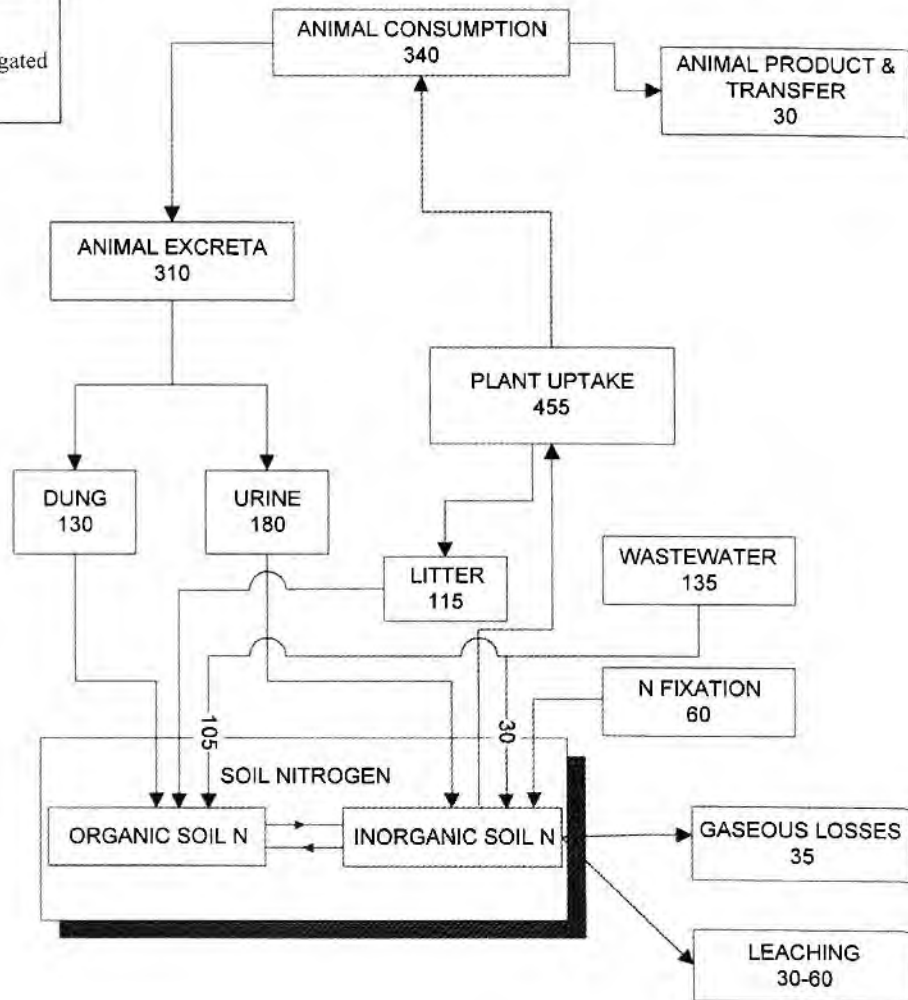 gated
ANIMAL CONSUMPTION
340
ANIMAL PRODUCT &
TRANSFER
30
ANIMAL EXCRETA
310
PLANT UPTAKE
455
DUNG
130
URINE
180
LITTER
115
WASTEWATER
135
N FIXATION
60
105
30
SOIL NITROGEN
ORGANIC SOIL N
INORGANIC SOIL N
GASEOUS LOSSES
35
LEACHING
30-60